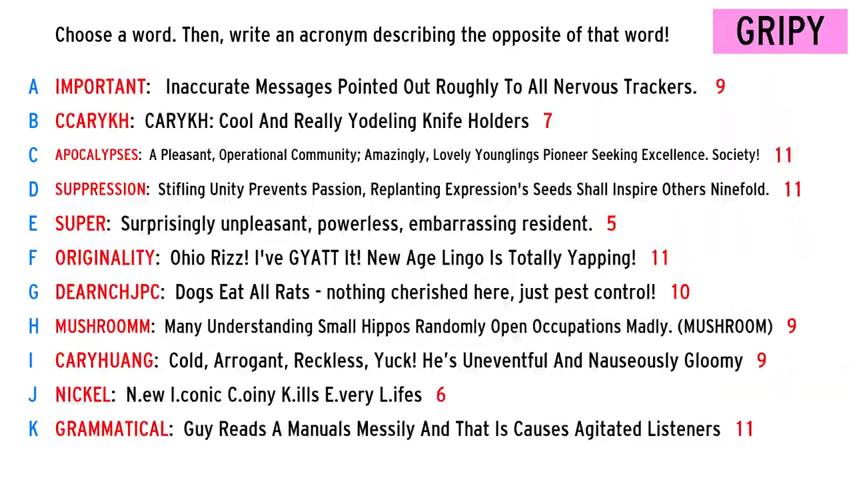 Choose a word. Then, write an acronym describing the opposite of that word!
GRIPY
A IMPORTANT: Inaccurate Messages Pointed Out Roughly To All Nervous Trackers. 9
B CCARYKH: CARYKH: Cool And Really Yodeling Knife Holders 7
C APOCALYPSES: A Pleasant, Operational Community; Amazingly, Lovely Younglings Pioneer Seeking Excellence. Society! 11
D SUPPRESSION: Stifling Unity Prevents Passion, Replanting Expression's Seeds Shall Inspire Others Ninefold. 11
E SUPER: Surprisingly unpleasant, powerless, embarrassing resident. 5
F ORIGINALITY: Ohio Rizz! I've GYATT It! New Age Lingo Is Totally Yapping! 11
G DEARNCHJPC: Dogs Eat All Rats - nothing cherished here, just pest control! 10
H MUSHROOMM: Many Understanding Small Hippos Randomly Open Occupations Madly. (MUSHROOM) 9
I CARYHUANG: Cold, Arrogant, Reckless, Yuck! He's Uneventful And Nauseously Gloomy 9
J NICKEL: N.ew I.conic C.oiny K.ills E.very L.ifes 6
K GRAMMATICAL: Guy Reads A Manuals Messily And That Is Causes Agitated Listeners 11